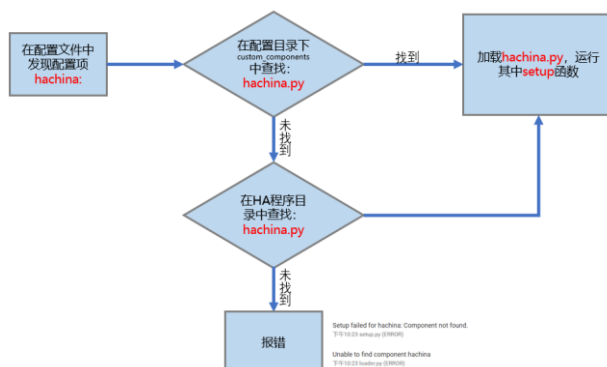 在配置文件中
发现配置项
hachina:
在配置目录下
custom_components
中查找：
hachina.py
找到
加载hachina.py，运行
其中setup函数
未
找
到
在HA程序目
录中查找：
hachina.py
未
找
到
报错
Setup failed for hachina: Component not found.
下午10:23 setup.py (ERROR)
Unable to find component hachina
下午10:23 loader.py (ERROR)